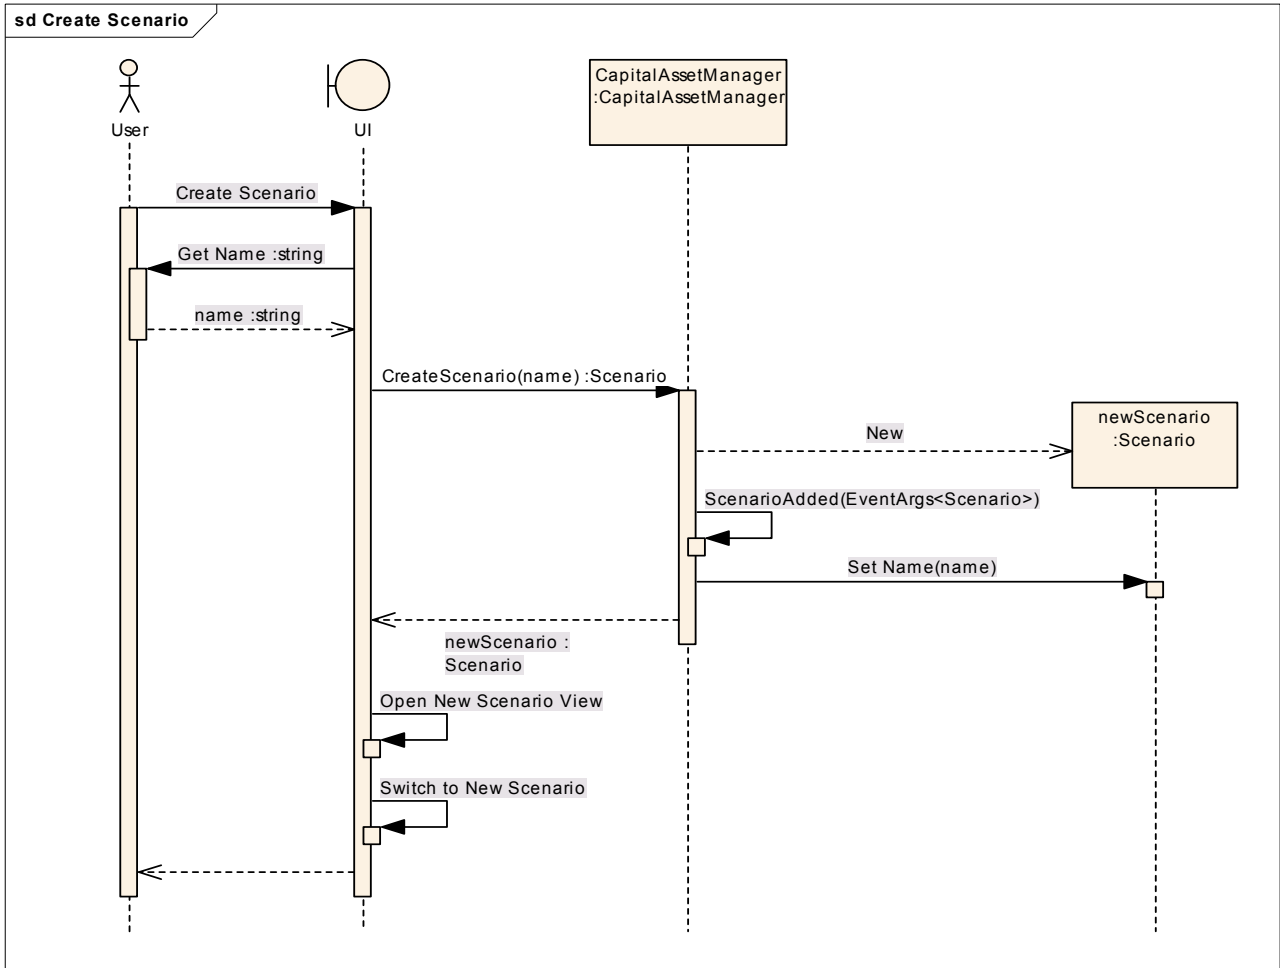 sd Create Scenario
User
UI
CapitalAssetManager
:CapitalAssetManager
Create Scenario
Get Name :string
name :string
CreateScenario(name) :Scenario
newScenario
:Scenario
New
ScenarioAdded(EventArgs<Scenario>)
Set Name(name)
newScenario :
Scenario
Open New Scenario View
Switch to New Scenario